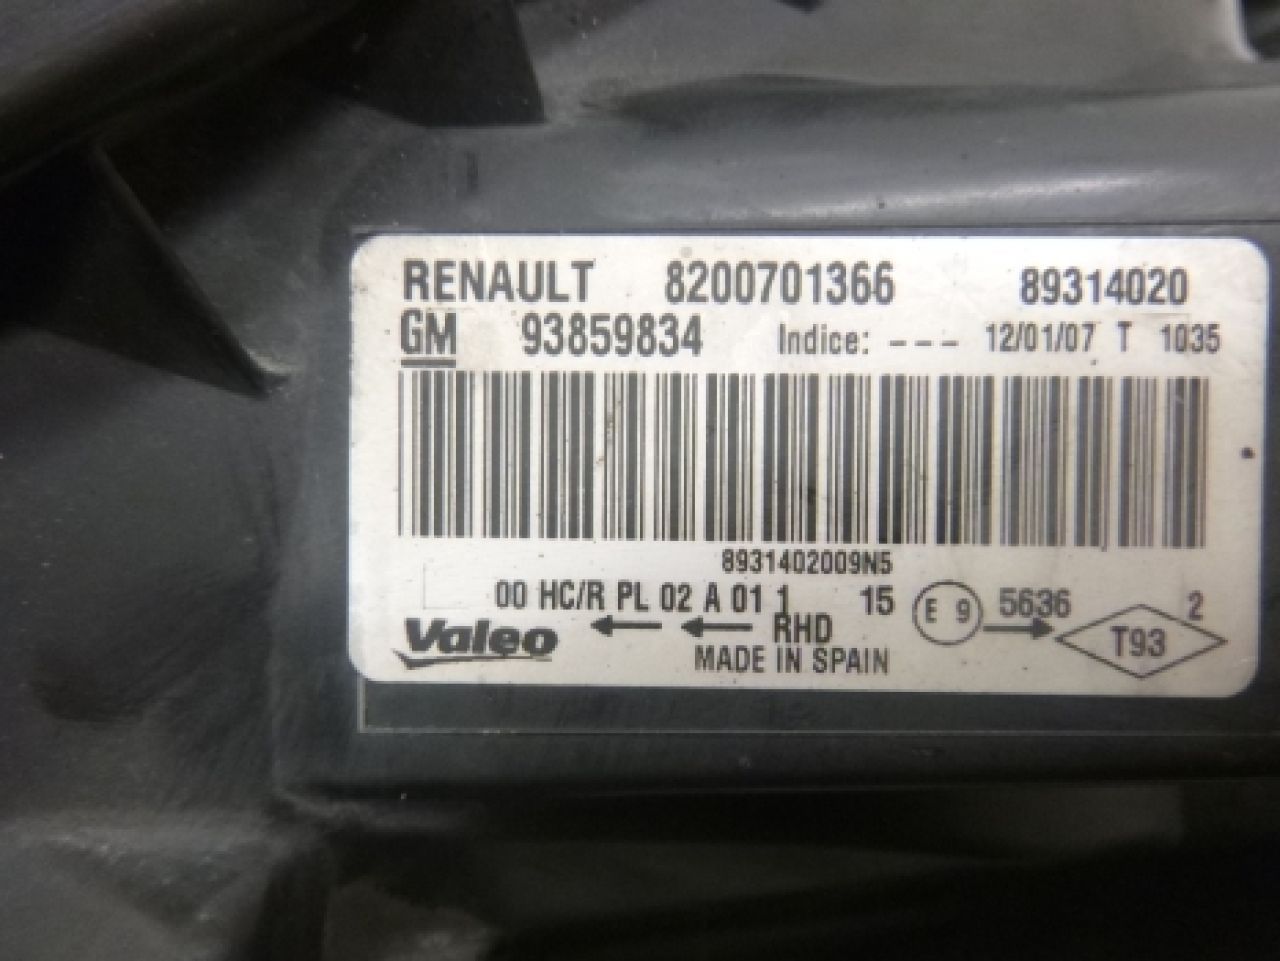 RENAULT 8200701366 89314020
GM 93859834 Indice: --- 12/01/07 T 1035
8931402009N5
00 HC/R PL 02 A 01 1 15 E 9 5636 2
Valeo RHD T93
MADE IN SPAIN